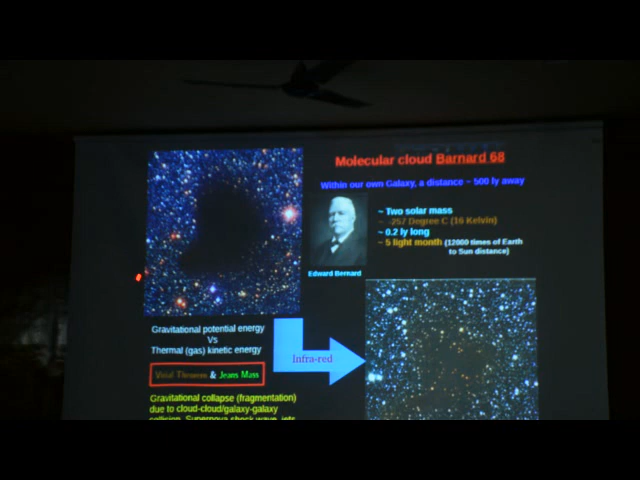 Molecular cloud Barnard 68
Within our own Galaxy, a distance ~ 500 ly away
~ Two solar mass
~ -257 Degree C (16 Kelvin)
~ 0.2 ly long
~ 5 light month (12000 times of Earth
to Sun distance)
Edward Bernard
Gravitational potential energy
Vs
Thermal (gas) kinetic energy
Infra-red
Virial Theorem & Jeans Mass
Gravitational collapse (fragmentation)
due to cloud-cloud/galaxy-galaxy
collision, Supernova shock wave, jets